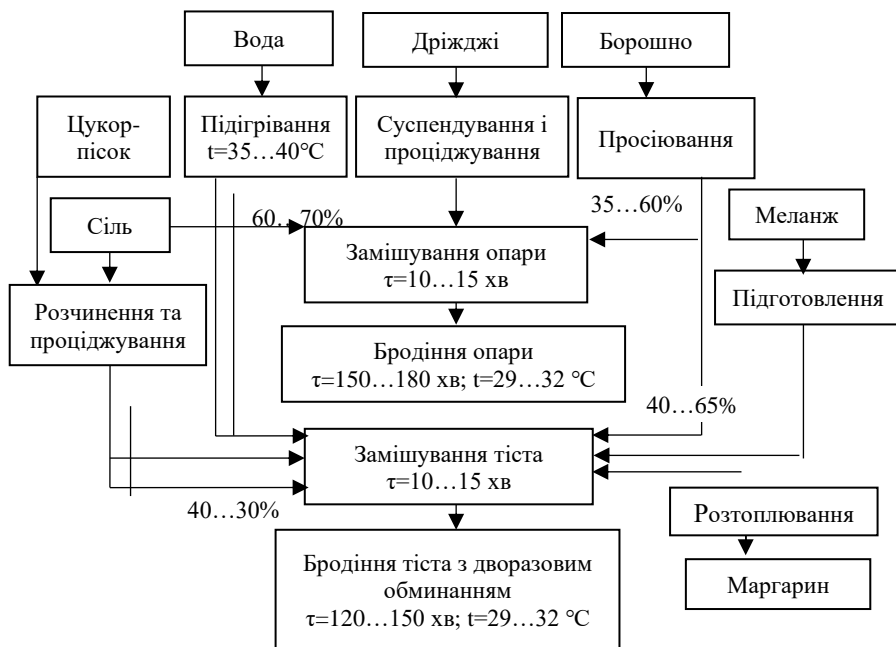 Вода
Дріжджі
Борошно
Цукор-
пісок
Підігрівання
t=35…40°C
Суспендування і
проціджування
Просіювання
60…70%
35…60%
Сіль
Меланж
Замішування опари
τ=10…15 хв
Розчинення та
проціджування
Підготовлення
Бродіння опари
τ=150…180 хв; t=29…32 °C
40…65%
Замішування тіста
τ=10…15 хв
40…30%
Розтоплювання
Маргарин
Бродіння тіста з дворазовим
обминанням
τ=120…150 хв; t=29…32 °C